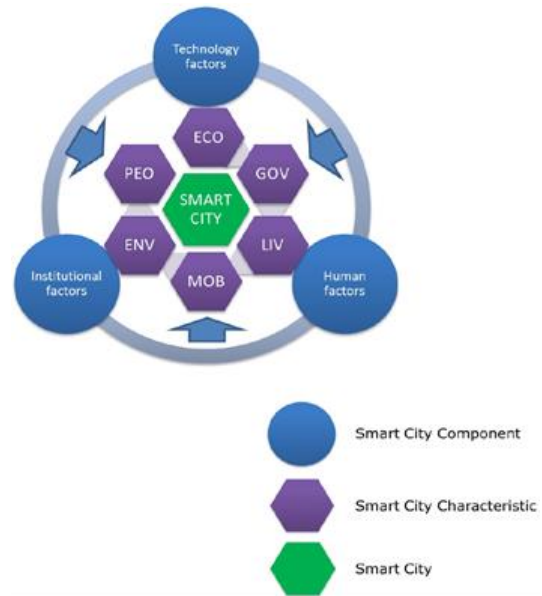 Technology
factors
ECO
PEO
GOV
SMART
CITY
ENV
LIV
MOB
Institutional
factors
Human
factors
Smart City Component
Smart City Characteristic
Smart City